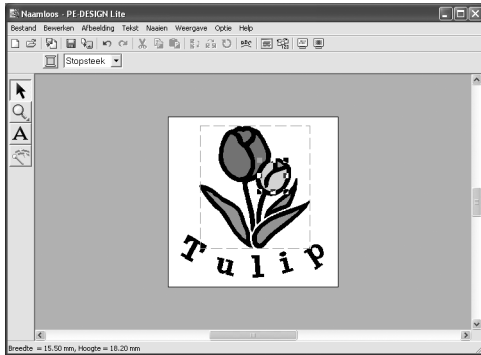 Naamloos - PE-DESIGN Lite
Bestand Bewerken Afbeelding Tekst Naaien Weergave Optie Help
abc
Stopsteek
A
Tulip
Breedte = 15.50 mm, Hoogte = 18.20 mm